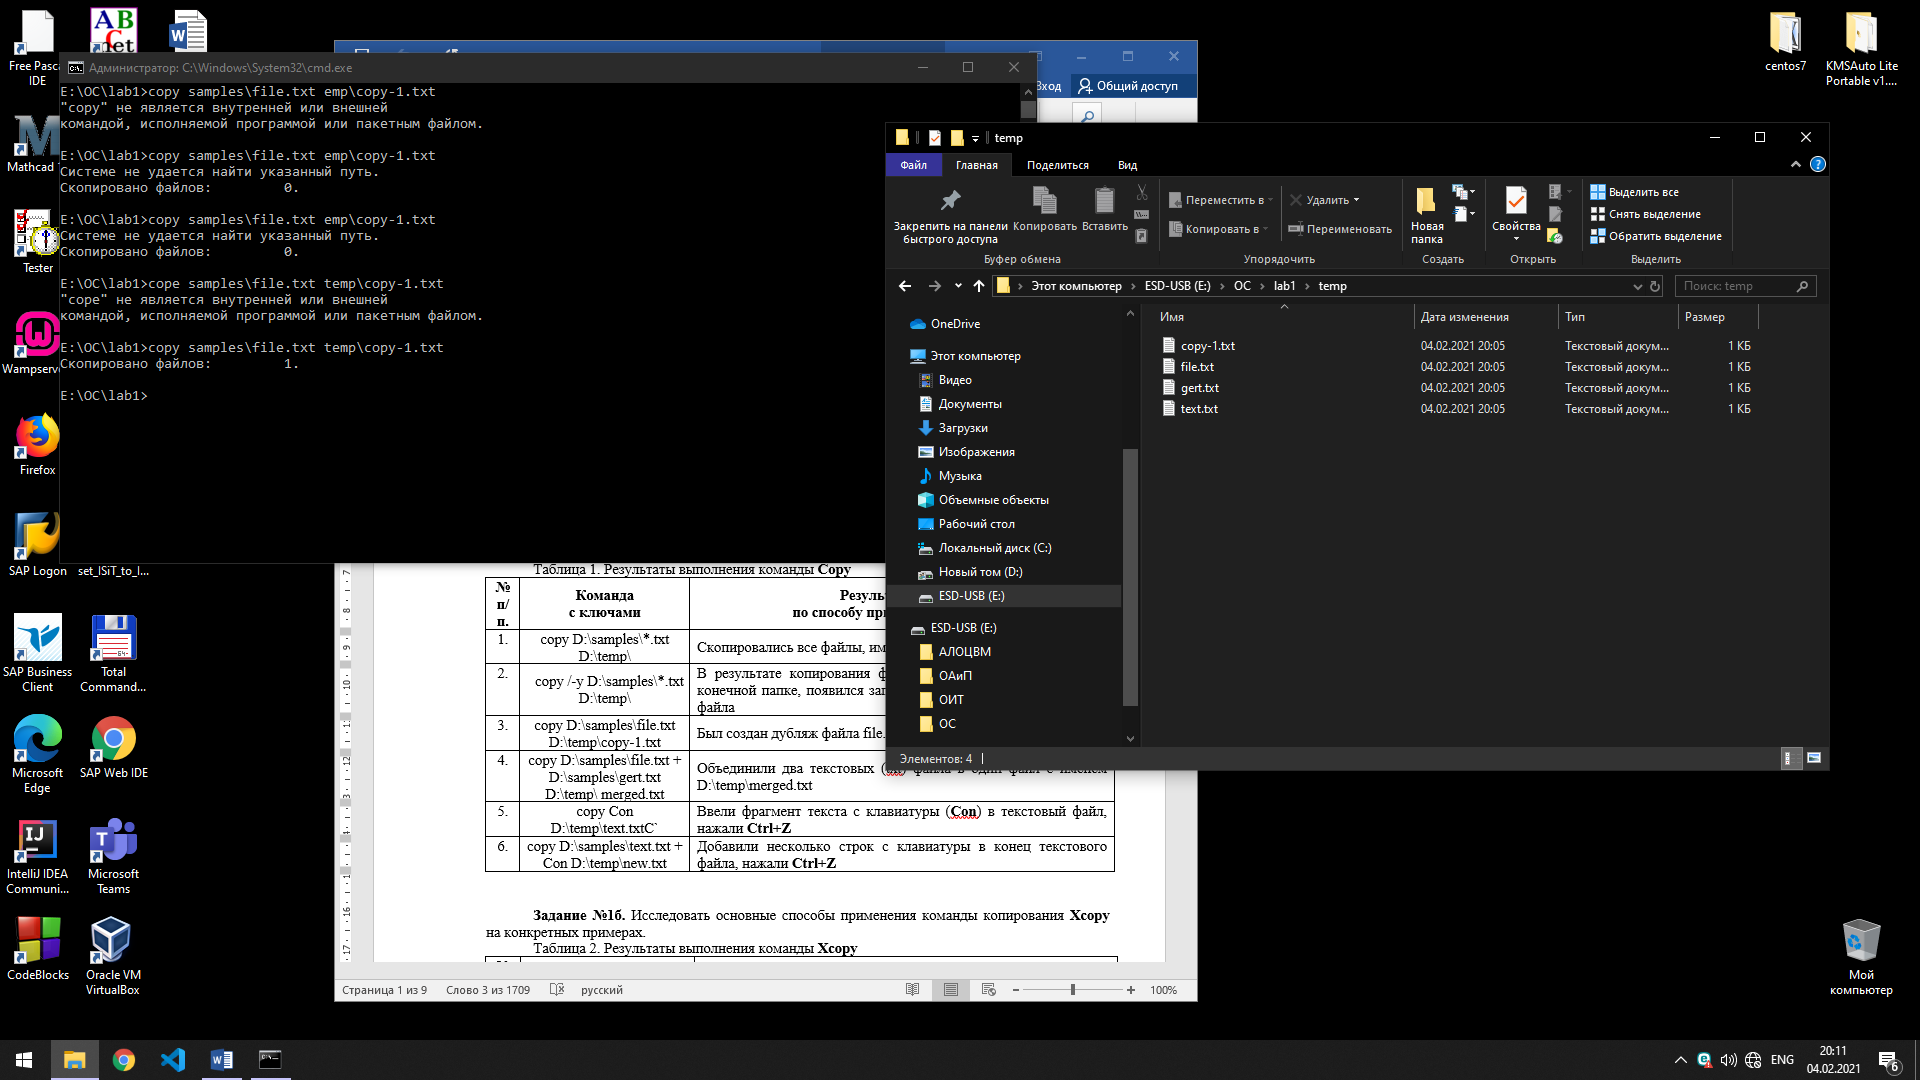 Free Pasca
IDE
ABCnet
Mathcad
Tester
Wampserve
Firefox
SAP Logon
set_ISiT_to_I...
SAP Business
Client
Total
Command...
Microsoft
Edge
SAP Web IDE
IntelliJ IDEA
Communi...
Microsoft
Teams
CodeBlocks
Oracle VM
VirtualBox
centos7
KMSAuto Lite
Portable v1....
Мой
компьютер
Администратор: C:\Windows\System32\cmd.exe
E:\ОС\lab1>copy samples\file.txt emp\copy-1.txt
"copy" не является внутренней или внешней
командой, исполняемой программой или пакетным файлом.
E:\ОС\lab1>copy samples\file.txt emp\copy-1.txt
Системе не удается найти указанный путь.
Скопировано файлов: 0.
E:\ОС\lab1>copy samples\file.txt emp\copy-1.txt
Системе не удается найти указанный путь.
Скопировано файлов: 0.
E:\ОС\lab1>cope samples\file.txt temp\copy-1.txt
"cope" не является внутренней или внешней
командой, исполняемой программой или пакетным файлом.
E:\ОС\lab1>copy samples\file.txt temp\copy-1.txt
Скопировано файлов: 1.
E:\ОС\lab1>
Вход
Общий доступ
temp
Файл Главная Поделиться Вид
Закрепить на панели
быстрого доступа
Копировать
Вставить
Буфер обмена
Переместить в
Копировать в
Удалить
Переименовать
Упорядочить
Новая
папка
Создать
Свойства
Открыть
Выделить все
Снять выделение
Обратить выделение
Выделить
Этот компьютер > ESD-USB (E:) > ОС > lab1 > temp
Поиск: temp
OneDrive
Этот компьютер
Видео
Документы
Загрузки
Изображения
Музыка
Объемные объекты
Рабочий стол
Локальный диск (C:)
Новый том (D:)
ESD-USB (E:)
ESD-USB (E:)
АЛОЦВМ
ОАиП
ОИТ
ОС
Имя Дата изменения Тип Размер
copy-1.txt 04.02.2021 20:05 Текстовый докум... 1 КБ
file.txt 04.02.2021 20:05 Текстовый докум... 1 КБ
gert.txt 04.02.2021 20:05 Текстовый докум... 1 КБ
text.txt 04.02.2021 20:05 Текстовый докум... 1 КБ
Элементов: 4
Таблица 1. Результаты выполнения команды Copy
№
п/
п.
Команда
с ключами
Резуль
по способу при
1. copy D:\samples\*.txt
D:\temp\
Скопировались все файлы, им
2. copy /-y D:\samples\*.txt
D:\temp\
В результате копирования ф
конечной папке, появился зап
файла
3. copy D:\samples\file.txt
D:\temp\copy-1.txt
Был создан дубляж файла file.
4. copy D:\samples\file.txt +
D:\samples\gert.txt
D:\temp\ merged.txt
Объединили два текстовых файла в один файл с именем
D:\temp\merged.txt
5. copy Con
D:\temp\text.txtC`
Ввели фрагмент текста с клавиатуры (Con) в текстовый файл,
нажали Ctrl+Z
6. copy D:\samples\text.txt +
Con D:\temp\new.txt
Добавили несколько строк с клавиатуры в конец текстового
файла, нажали Ctrl+Z
Задание №1б. Исследовать основные способы применения команды копирования Xcopy
на конкретных примерах.
Таблица 2. Результаты выполнения команды Xcopy
Страница 1 из 9 Слово 3 из 1709 русский
100%
ENG
20:11
04.02.2021
6